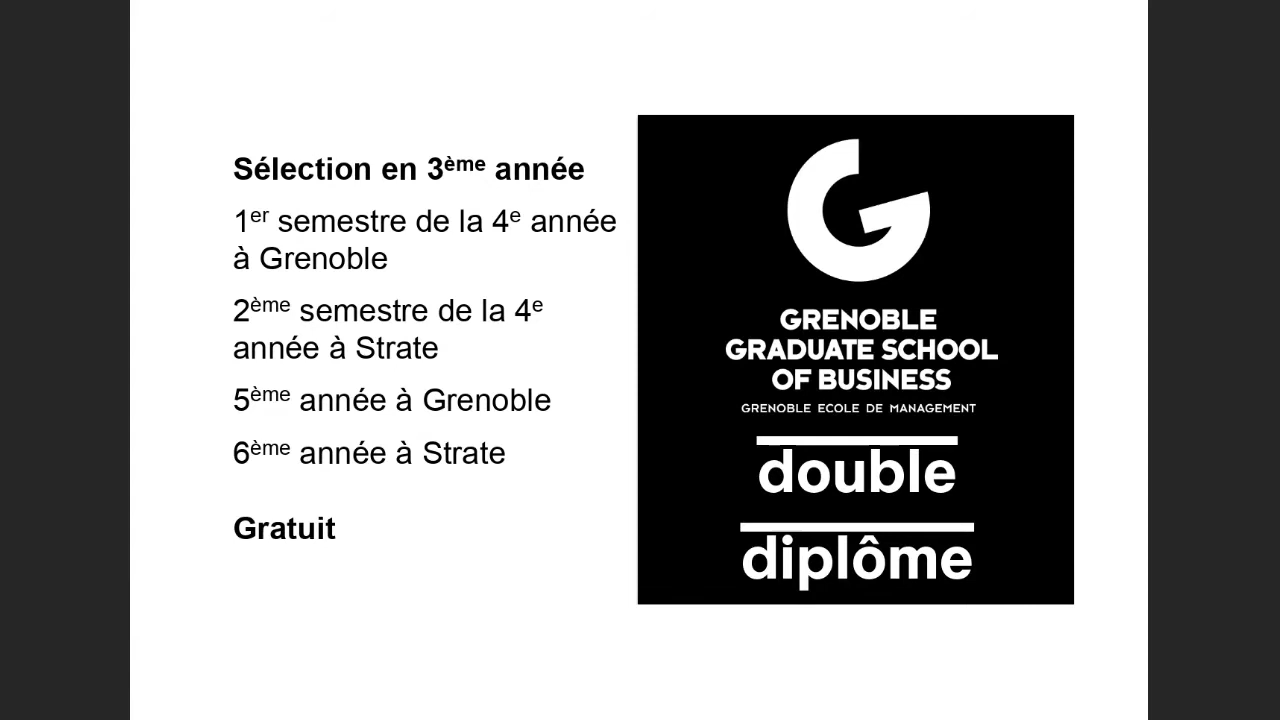 Sélection en 3ème année
1er semestre de la 4e année
à Grenoble
2ème semestre de la 4e
année à Strate
5ème année à Grenoble
6ème année à Strate
Gratuit
GRENOBLE
GRADUATE SCHOOL
OF BUSINESS
GRENOBLE ECOLE DE MANAGEMENT
double
diplôme